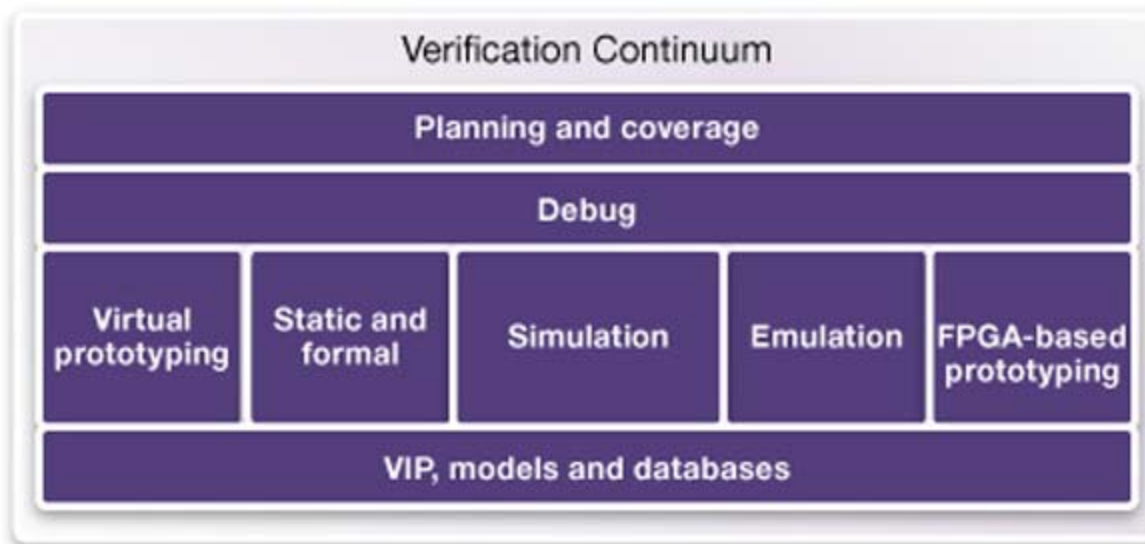 Verification Continuum
Planning and coverage
Debug
Virtual
prototyping
Static and
formal
Simulation
Emulation
FPGA-based
prototyping
VIP, models and databases